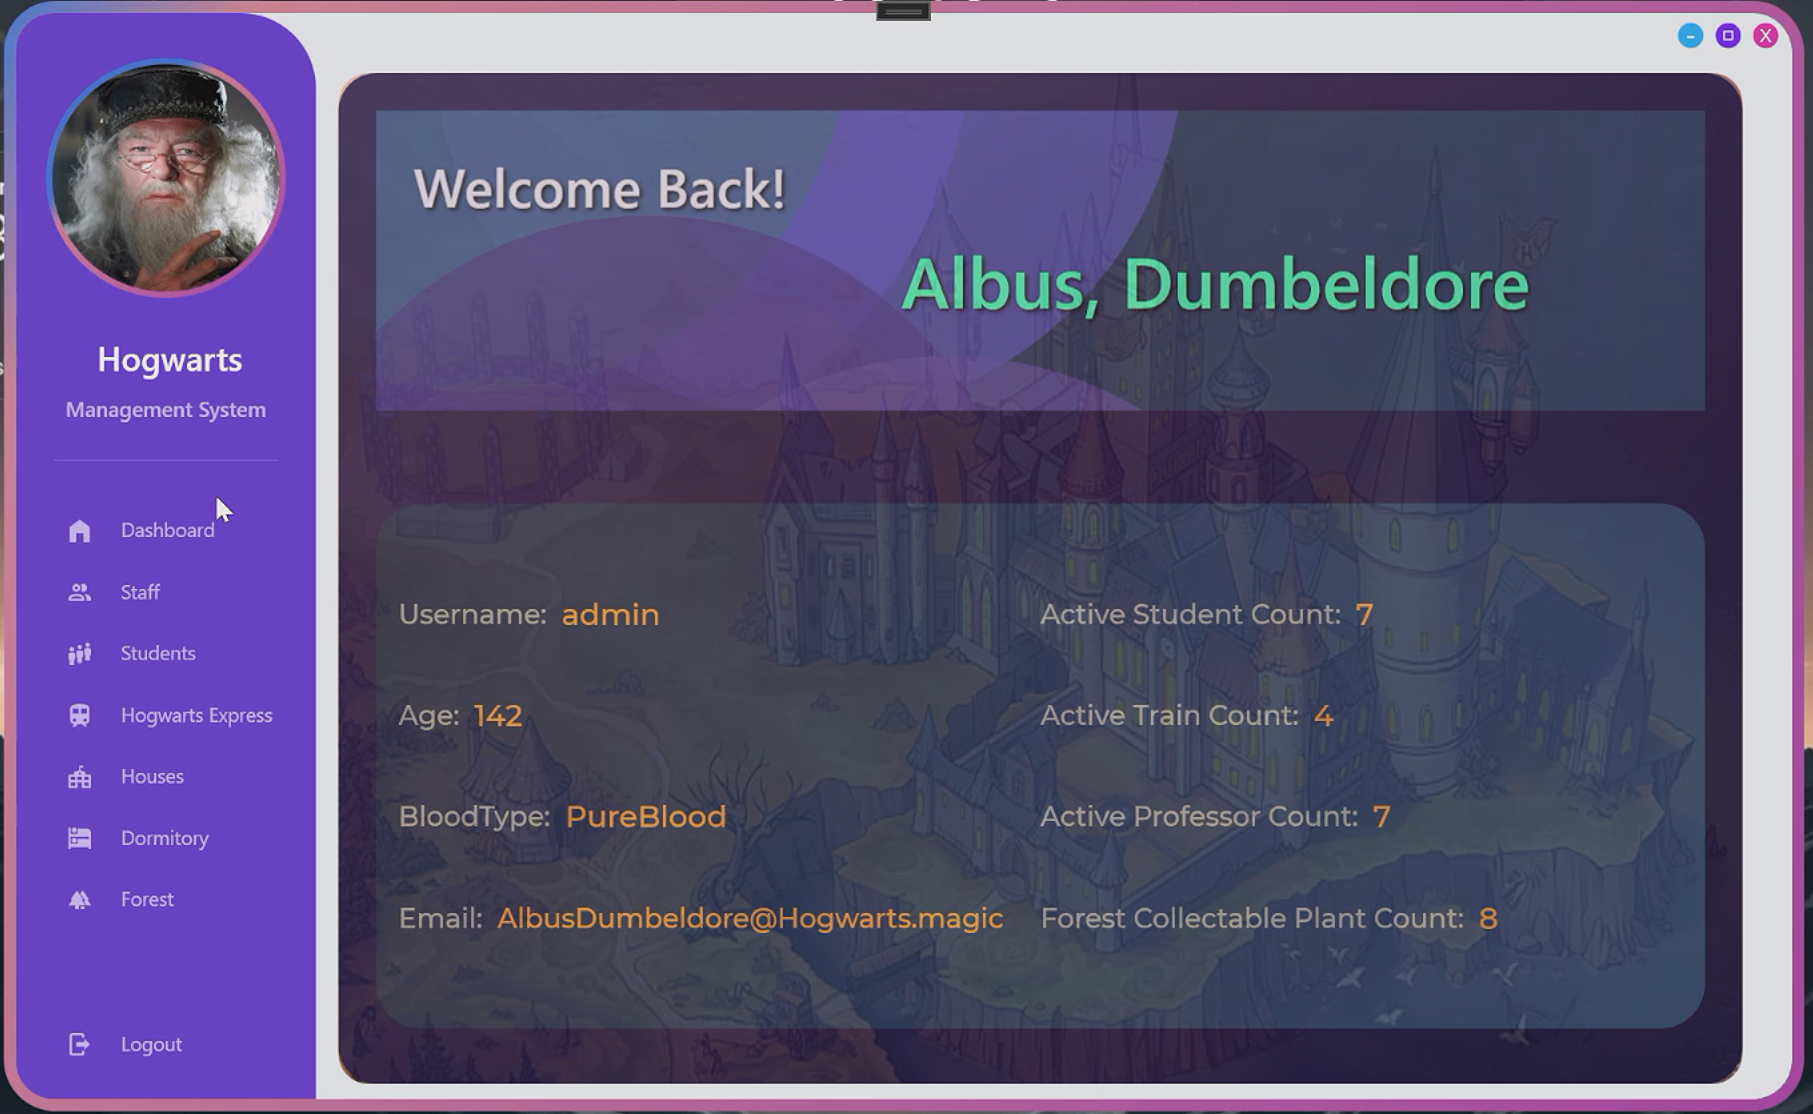 X
Welcome Back!
Albus, Dumbeldore
Hogwarts
Management System
Dashboard
Staff
Students
Hogwarts Express
Houses
Dormitory
Forest
Logout
Username: admin
Age: 142
BloodType: PureBlood
Email: AlbusDumbeldore@Hogwarts.magic
Active Student Count: 7
Active Train Count: 4
Active Professor Count: 7
Forest Collectable Plant Count: 8